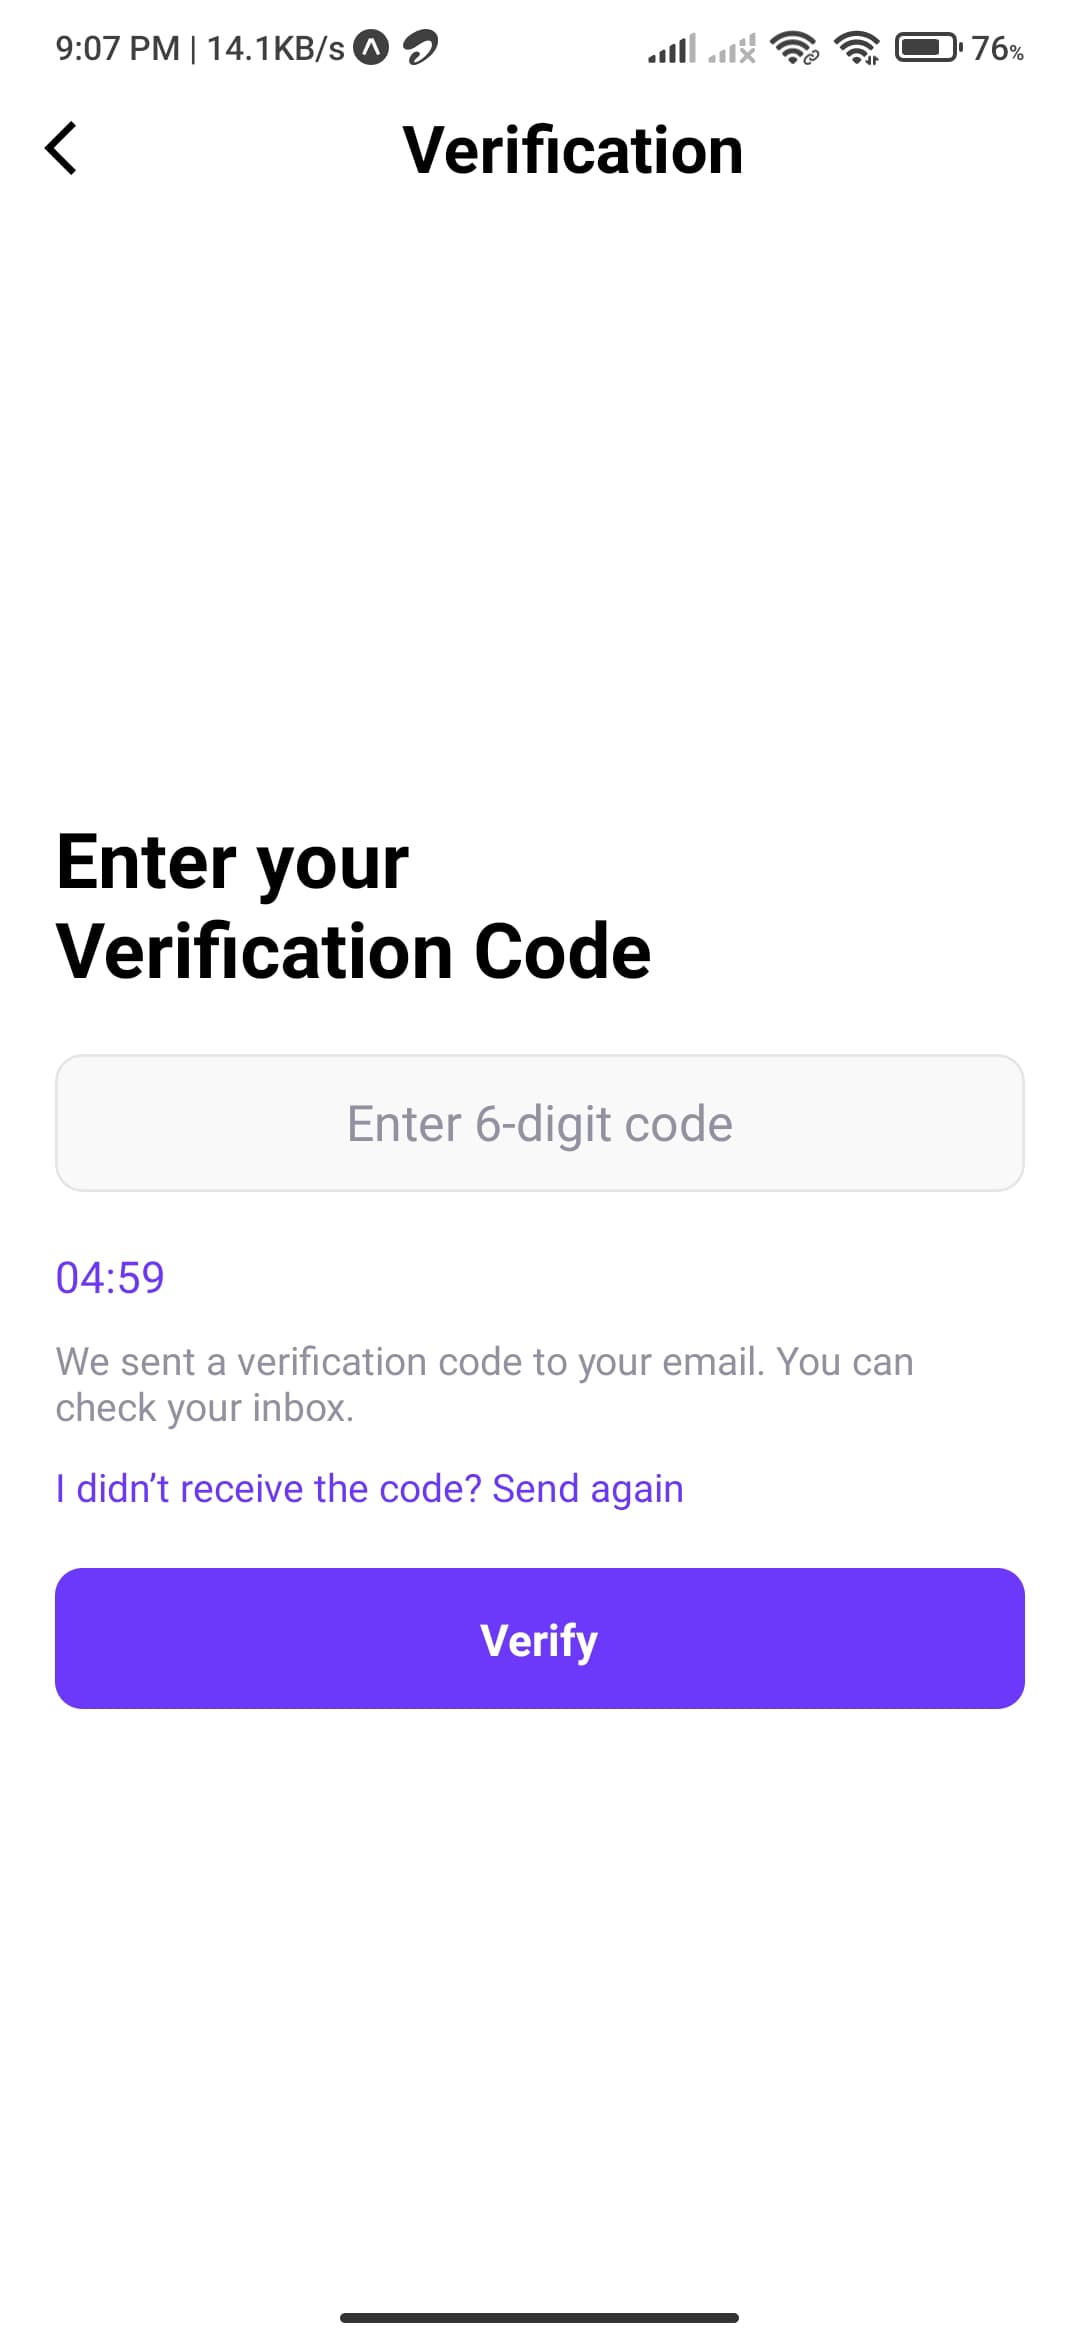 9:07 PM | 14.1KB/s 76%
Verification
Enter your
Verification Code
Enter 6-digit code
04:59
We sent a verification code to your email. You can
check your inbox.
I didn’t receive the code? Send again
Verify